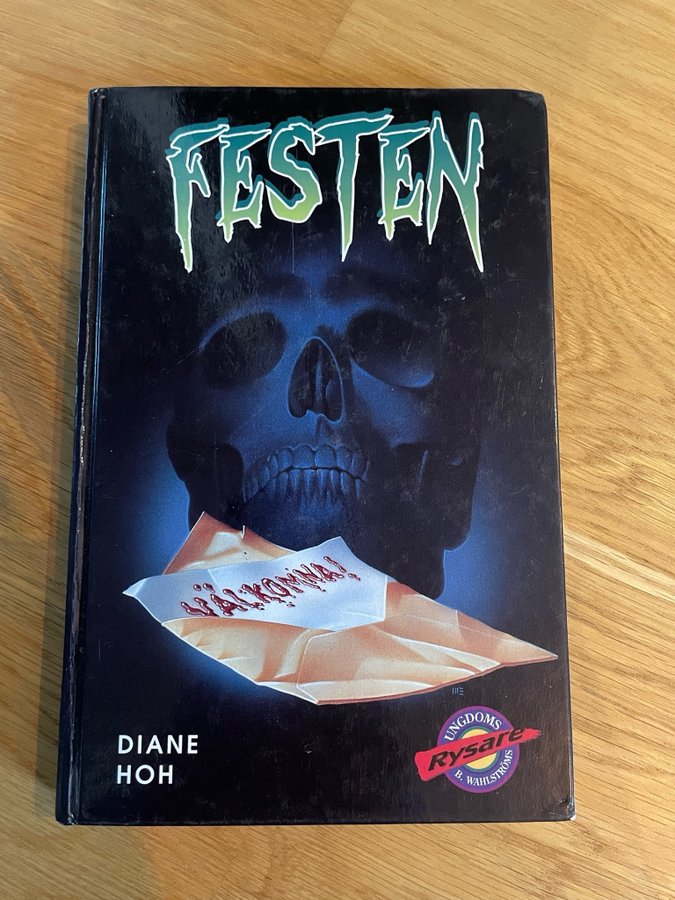 FESTEN
VÄLKOMNA!
DIANE
HOH
UNGDOMS
Rysare
B. WAHLSTRÖMS